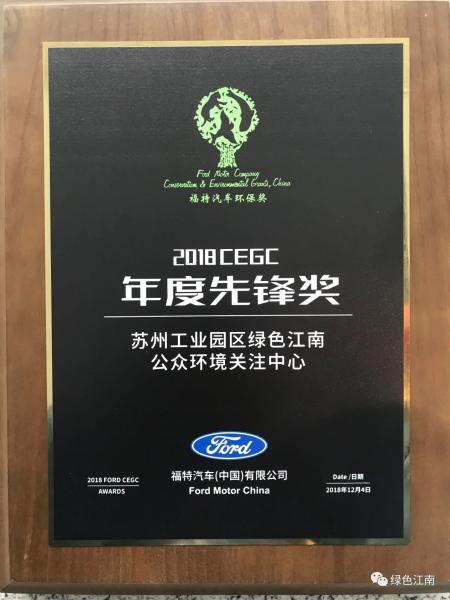 Ford Motor Company
Conservation & Environmental Grants, China
福特汽车环保奖
2018 CEGC
年度先锋奖
苏州工业园区绿色江南
公众环境关注中心
Ford
2018 FORD CEGC
AWARDS
福特汽车(中国)有限公司
Ford Motor China
Date /日期
2018年12月4日
绿色江南